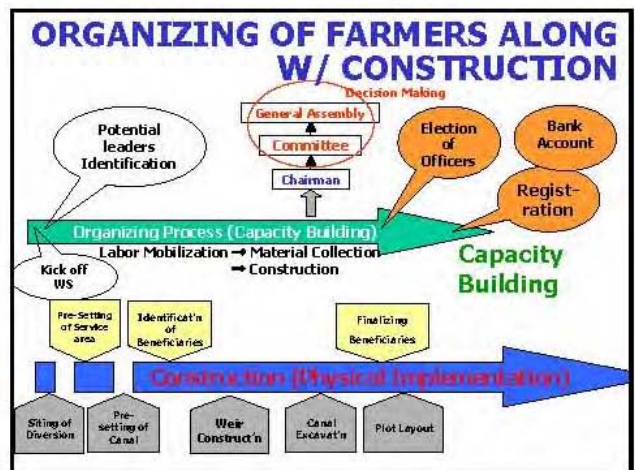 ORGANIZING OF FARMERS ALONG
W/ CONSTRUCTION
Decision Making
General Assembly
Committee
Chairman
Potential
leaders
Identification
Election
of
Officers
Bank
Account
Regist-
ration
Organizing Process (Capacity Building)
Labor Mobilization → Material Collection
→ Construction
Capacity
Building
Kick off
WS
Pre-Setting
of Service
area
Identificat'n
of
Beneficiaries
Finalizing
Beneficiaries
Construction (Physical Implementation)
Siting of
Diversion
Pre-
setting of
Canal
Weir
Construct'n
Canal
Excavat'n
Plot Layout